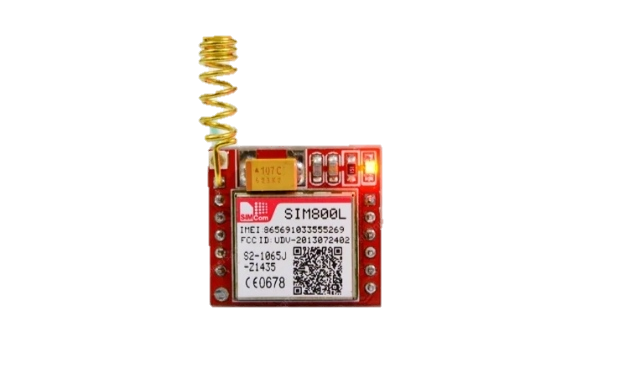 107C
SIM800L
SIMCom
IMEI 865691033555269
FCC ID UDV-2013072402
S2-1065J
-Z1435
CE0678